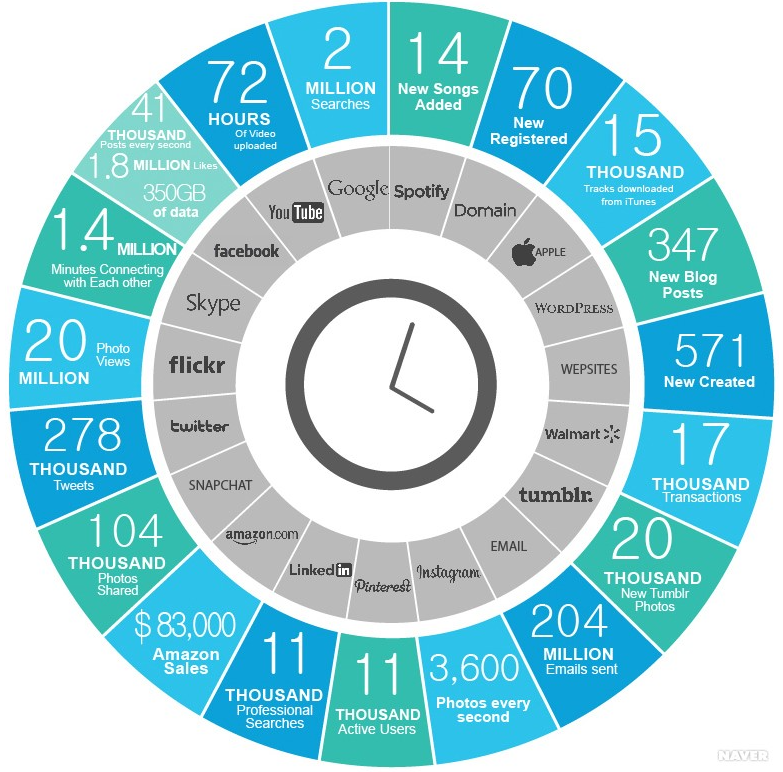 2
MILLION
Searches
14
New Songs
Added
70
New
Registered
15
THOUSAND
Tracks downloaded
from iTunes
347
New Blog
Posts
571
New Created
17
THOUSAND
Transactions
20
THOUSAND
New Tumblr
Photos
204
MILLION
Emails sent
3,600
Photos every
second
11
THOUSAND
Active Users
11
THOUSAND
Professional
Searches
$ 83,000
Amazon
Sales
104
THOUSAND
Photos
Shared
278
THOUSAND
Tweets
20
MILLION
Photo
Views
1.4 MILLION
Minutes Connecting
with Each other
41
THOUSAND
Posts every second
1.8 MILLION Likes
350GB
of data
72
HOURS
Of Video
uploaded
Google
Spotify
Domain
APPLE
WORDPRESS
WEPSITES
Walmart
tumblr.
EMAIL
Instagram
Pinterest
Linked in
amazon.com
SNAPCHAT
twitter
flickr
Skype
facebook
YouTube
NAVER